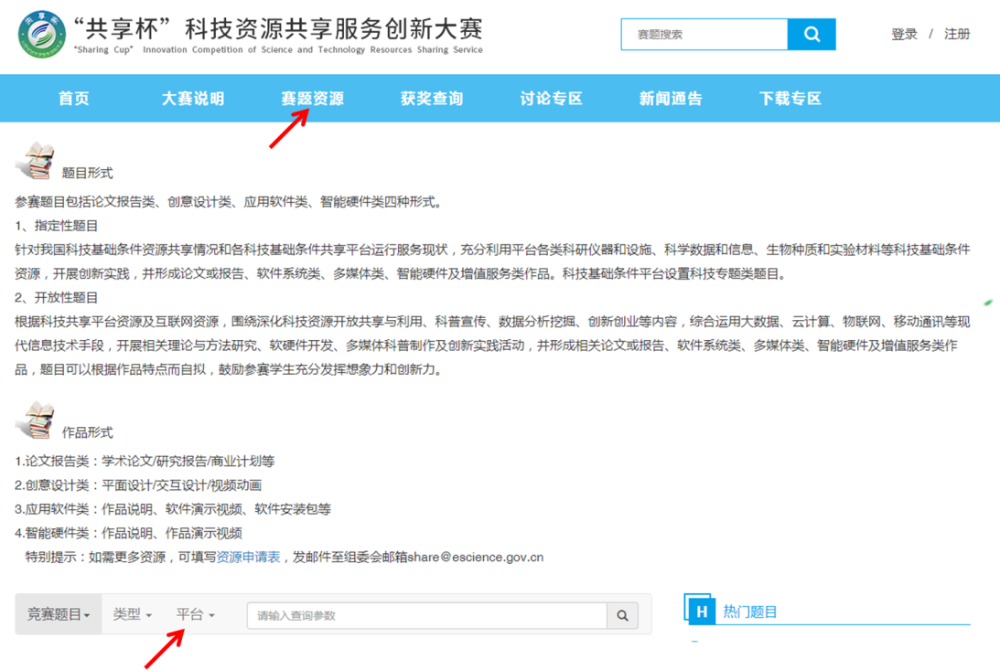 “共享杯”科技资源共享服务创新大赛
"Sharing Cup" Innovation Competition of Science and Technology Resources Sharing Service
赛题搜索
登录 / 注册
首页 大赛说明 赛题资源 获奖查询 讨论专区 新闻通告 下载专区
题目形式
参赛题目包括论文报告类、创意设计类、应用软件类、智能硬件类四种形式。
1、指定性题目
针对我国科技基础条件资源共享情况和各科技基础条件共享平台运行服务现状，充分利用平台各类科研仪器和设施、科学数据和信息、生物种质和实验材料等科技基础条件
资源，开展创新实践，并形成论文或报告、软件系统类、多媒体类、智能硬件及增值服务类作品。科技基础条件平台设置科技专题类题目。
2、开放性题目
根据科技共享平台资源及互联网资源，围绕深化科技资源开放共享与利用、科普宣传、数据分析挖掘、创新创业等内容，综合运用大数据、云计算、物联网、移动通讯等现
代信息技术手段，开展相关理论与方法研究、软硬件开发、多媒体科普制作及创新实践活动，并形成相关论文或报告、软件系统类、多媒体类、智能硬件及增值服务类作
品，题目可以根据作品特点而自拟，鼓励参赛学生充分发挥想象力和创新力。
作品形式
1.论文报告类：学术论文/研究报告/商业计划等
2.创意设计类：平面设计/交互设计/视频动画
3.应用软件类：作品说明、软件演示视频、软件安装包等
4.智能硬件类：作品说明、作品演示视频
特别提示：如需更多资源，可填写资源申请表，发邮件至组委会邮箱share@escience.gov.cn
竞赛题目 类型 平台 请输入查询参数
H 热门题目